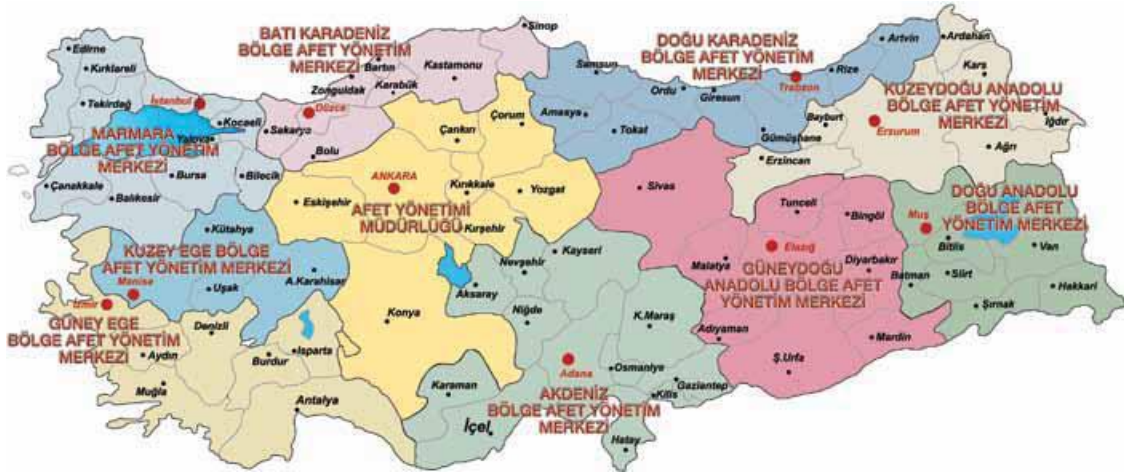 Sinop
BATI KARADENİZ
BÖLGE AFET YÖNETİM
MERKEZİ
Bartın
Kastamonu
Zonguldak
Karabük
Düzce
Sakarya
Bolu
DOĞU KARADENİZ
BÖLGE AFET YÖNETİM
MERKEZİ
Samsun
Ordu
Giresun
Trabzon
Rize
Artvin
Amasya
Tokat
Gümüşhane
Ardahan
Kars
KUZEYDOĞU ANADOLU
BÖLGE AFET YÖNETİM
MERKEZİ
Iğdır
Bayburt
Erzurum
Ağrı
Erzincan
Edirne
Kırklareli
Tekirdağ
İstanbul
Kocaeli
Yalova
MARMARA
BÖLGE AFET YÖNETİM
MERKEZİ
Bursa
Bilecik
Çanakkale
Balıkesir
Çankırı
Çorum
ANKARA
Kırıkkale
Yozgat
Eskişehir
AFET YÖNETİMİ
MÜDÜRLÜĞÜ
Kırşehir
Konya
Kütahya
KUZEY EGE BÖLGE
AFET YÖNETİM MERKEZİ
Manisa
Uşak
A.Karahisar
İzmir
GÜNEY EGE
BÖLGE AFET YÖNETİM
MERKEZİ
Denizli
Aydın
Burdur
Isparta
Muğla
Antalya
Kayseri
Nevşehir
Aksaray
Niğde
K.Maraş
Adana
Osmaniye
Gaziantep
Kilis
Karaman
İçel
AKDENİZ
BÖLGE AFET YÖNETİM
MERKEZİ
Hatay
Sivas
Tunceli
Bingöl
Elazığ
Malatya
Diyarbakır
GÜNEYDOĞU
ANADOLU BÖLGE AFET
YÖNETİM MERKEZİ
Adıyaman
Mardin
Ş.Urfa
DOĞU ANADOLU
BÖLGE AFET
YÖNETİM MERKEZİ
Muş
Bitlis
Van
Batman
Siirt
Hakkari
Şırnak